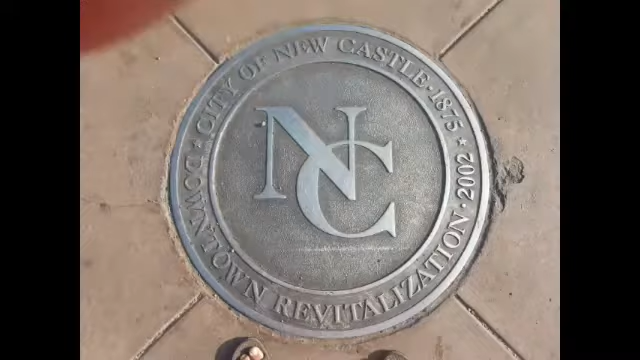 CITY OF NEW CASTLE · 1875
DOWNTOWN REVITALIZATION · 2002
NC